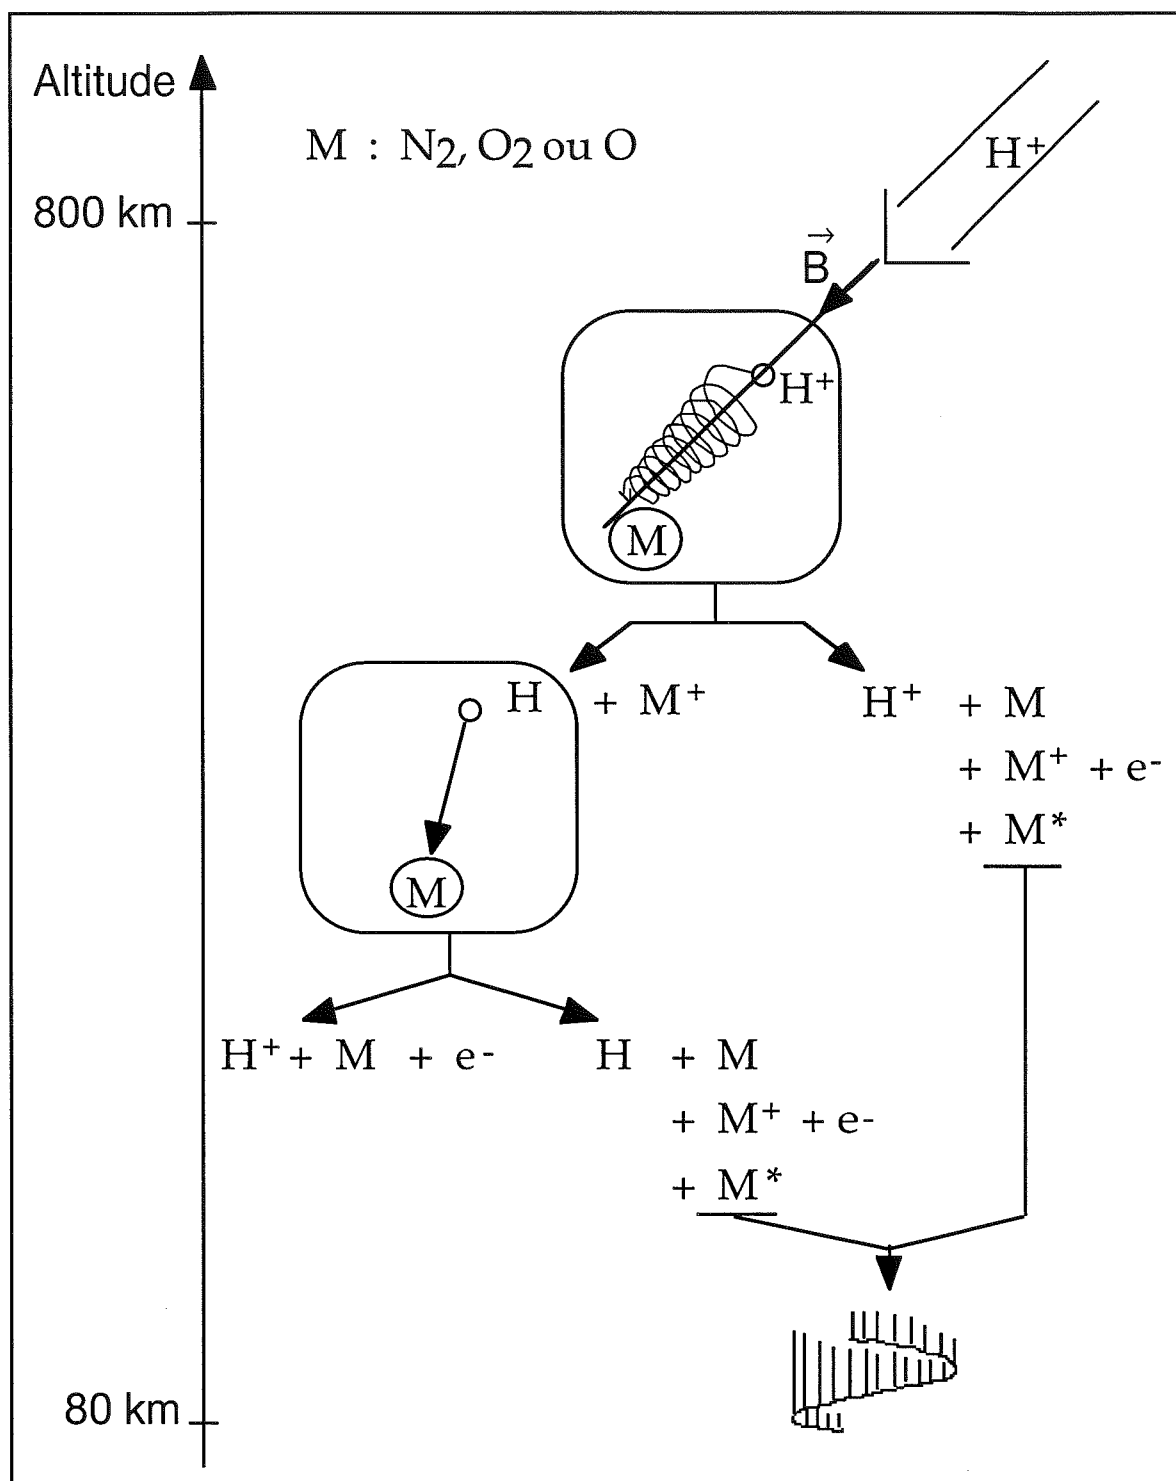 Altitude
M : N2, O2 ou O
H+
800 km
B
H+
M
H + M+
H+ + M
+ M+ + e-
+ M*
M
H+ + M + e-
H + M
+ M+ + e-
+ M*
80 km